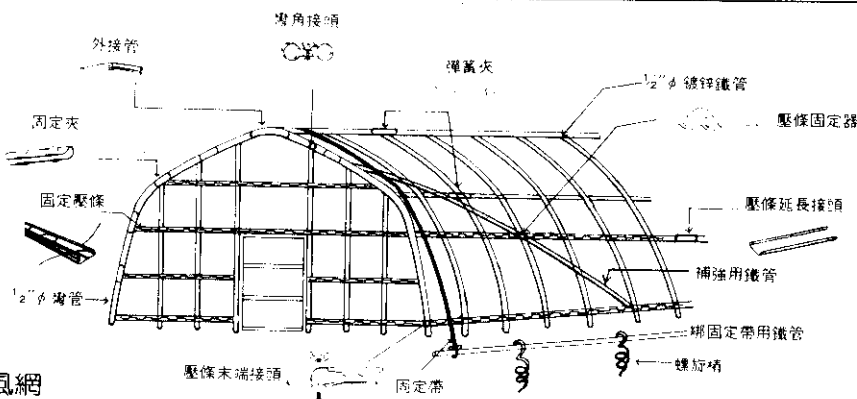 彎角接頭
外接管
彈簧夾
1/2"φ 鍍鋅鐵管
固定夾
壓條固定器
固定壓條
壓條延長接頭
補強用鐵管
1/2"φ 彎管
綁固定帶用鐵管
壓條末端接頭
固定帶
螺旋樁
風網